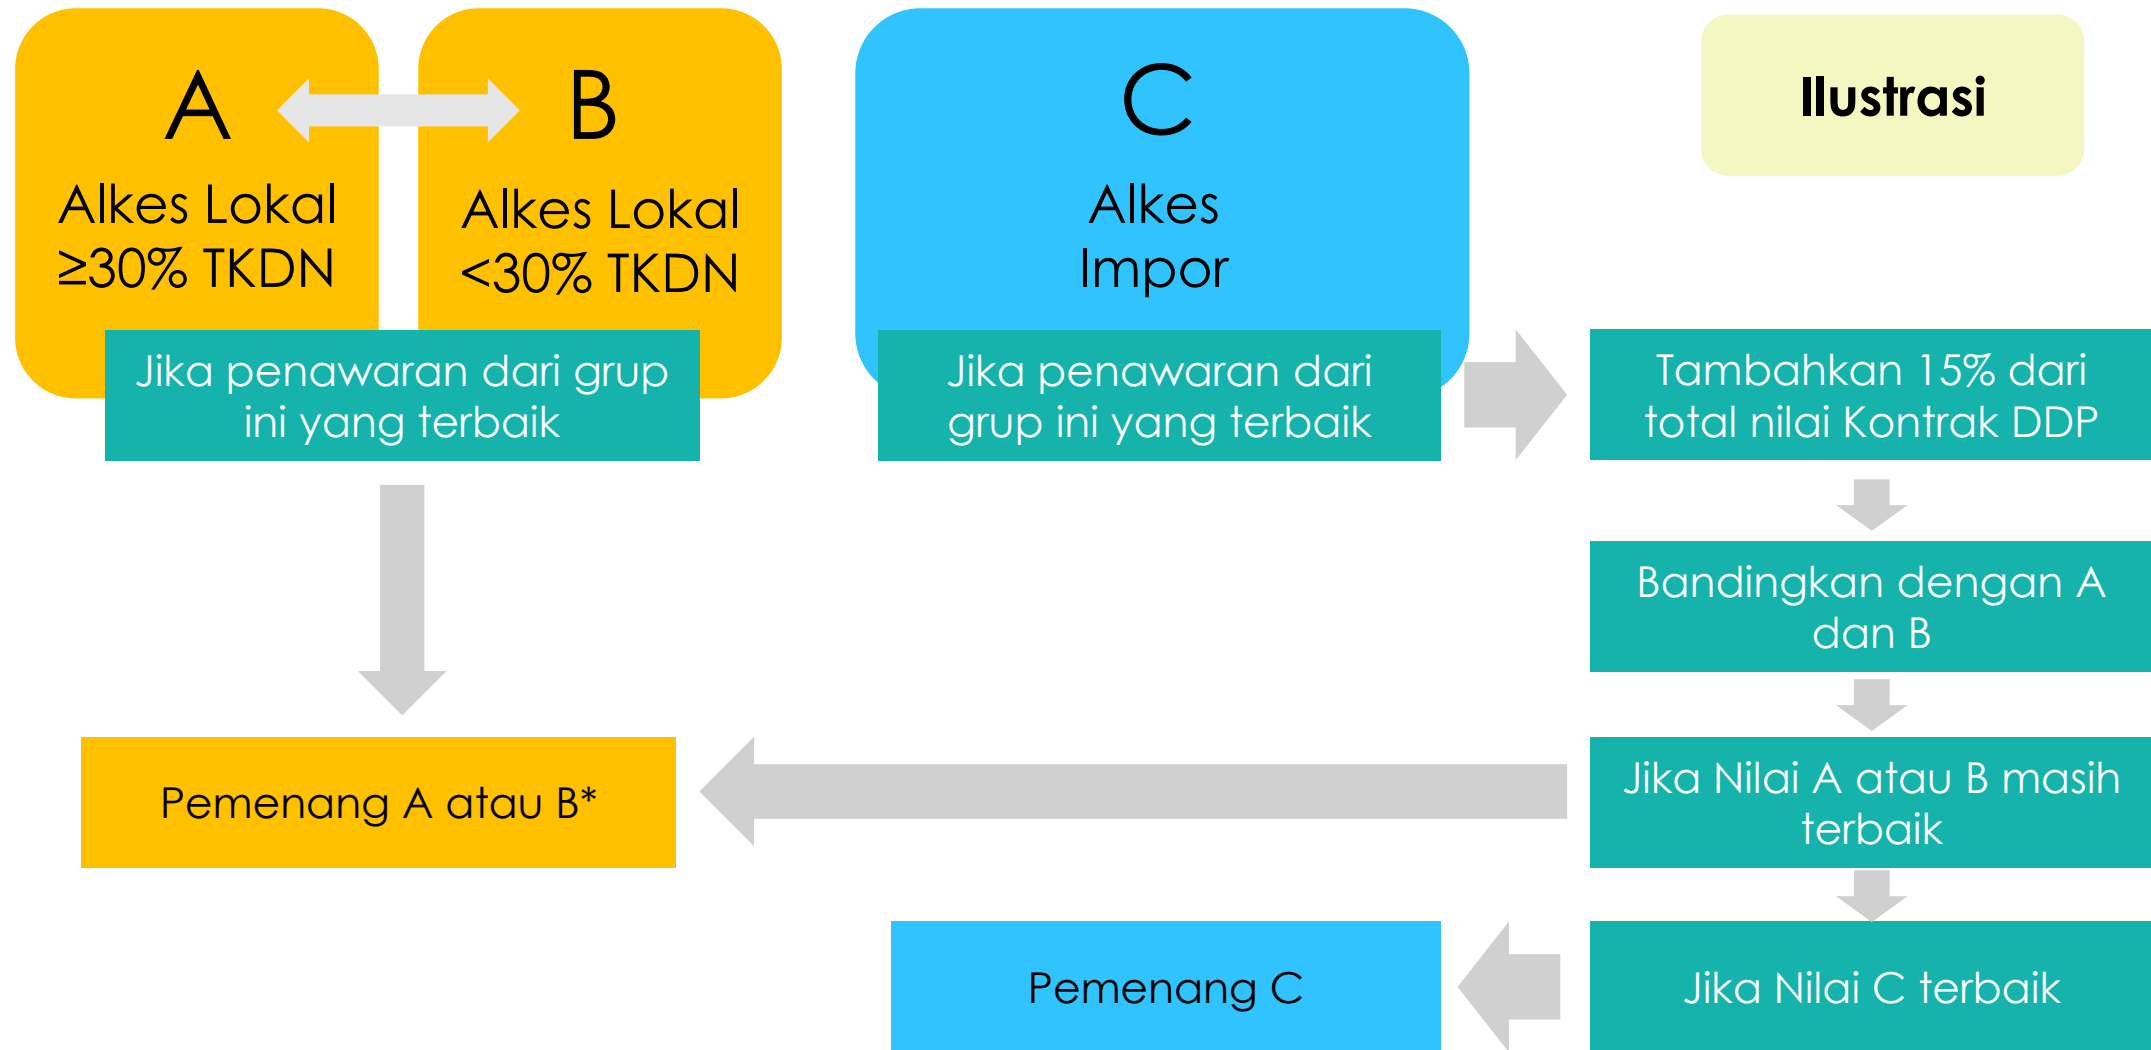 A
Alkes Lokal
≥30% TKDN
B
Alkes Lokal
<30% TKDN
C
Alkes
Impor
Ilustrasi
Jika penawaran dari grup
ini yang terbaik
Jika penawaran dari
grup ini yang terbaik
Tambahkan 15% dari
total nilai Kontrak DDP
Bandingkan dengan A
dan B
Pemenang A atau B*
Jika Nilai A atau B masih
terbaik
Pemenang C
Jika Nilai C terbaik